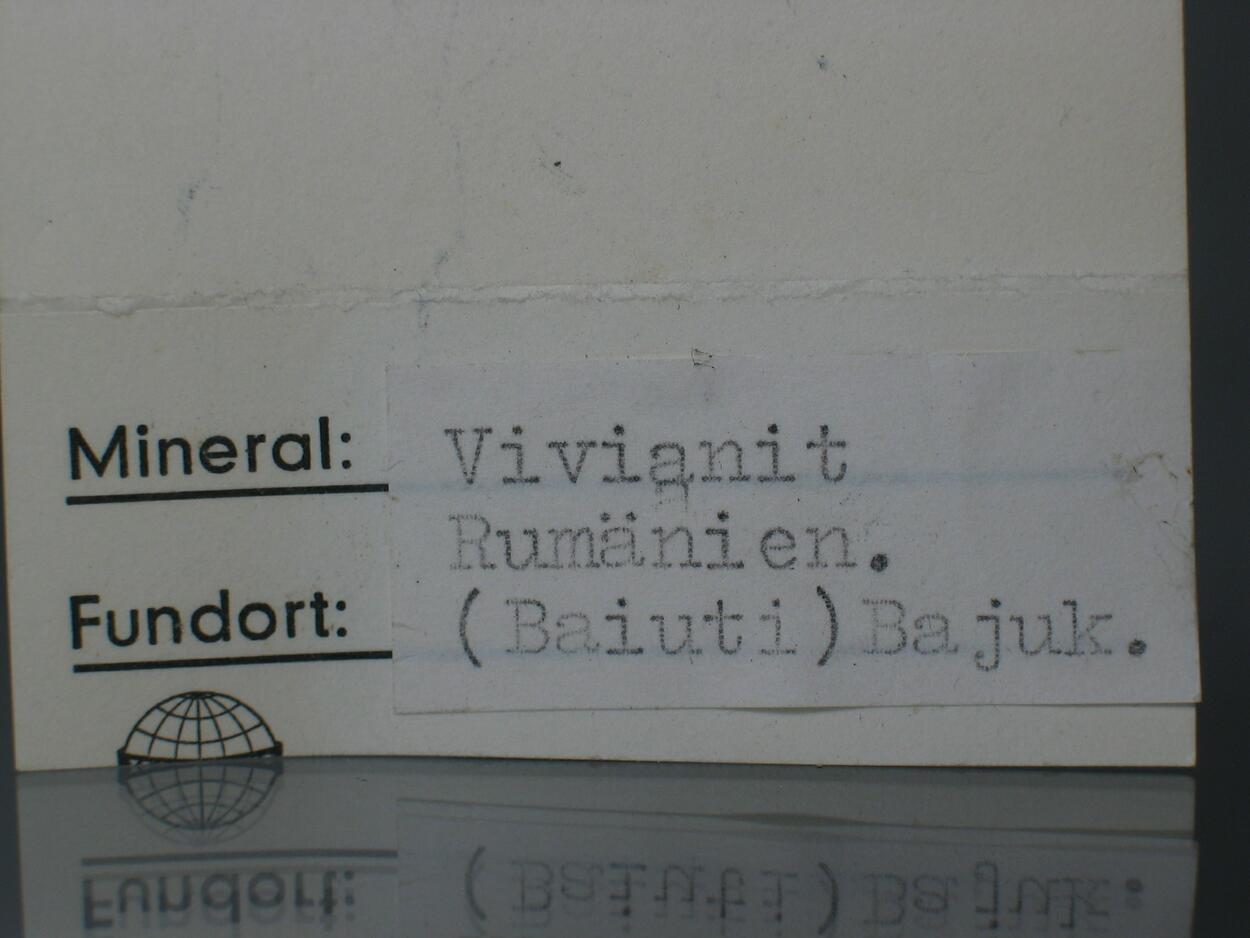 Mineral: Vivianit
Rumänien.
Fundort: (Baiuti) Bajuk.